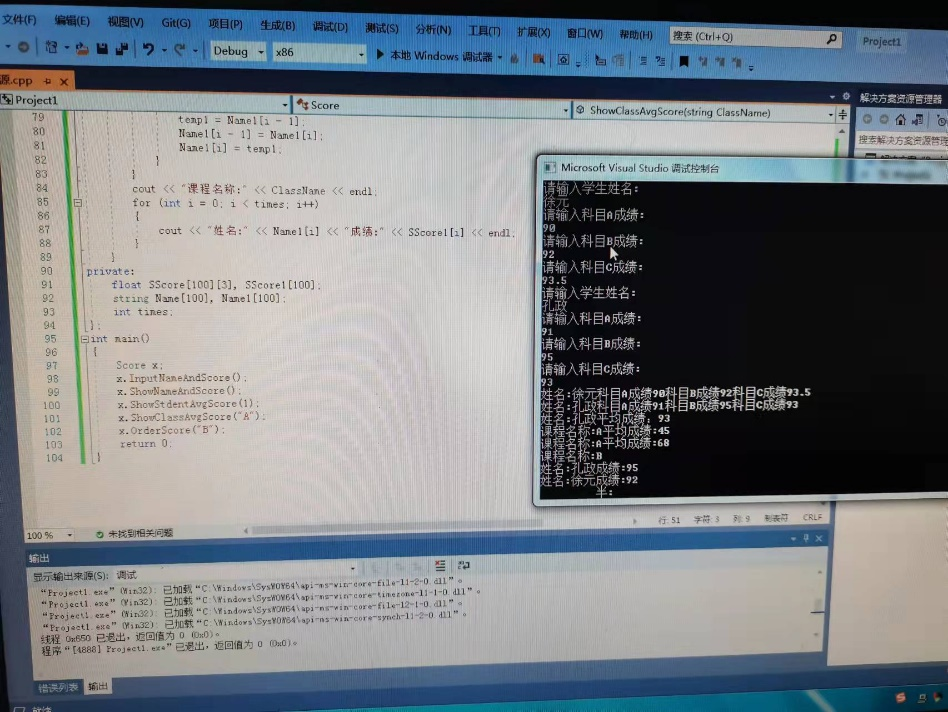 文件(F) 编辑(E) 视图(V) Git(G) 项目(P) 生成(B) 调试(D) 测试(S) 分析(N) 工具(T) 扩展(X) 窗口(W) 帮助(H) 搜索 (Ctrl+Q) Project1
Debug x86 本地 Windows 调试器
源.cpp
解决方案资源管理器
Project1 Score ShowClassAvgScore(string ClassName)
搜索解决方案资源管理
79 temp1 = Name1[i - 1];
80 Name1[i - 1] = Name1[i];
81 Name1[i] = temp1;
82 }
83 }
84 cout << "课程名称:" << ClassName << endl;
85 for (int i = 0; i < times; i++)
86 {
87 cout << "姓名:" << Name1[i] << "成绩:" << SScore1[i] << endl;
88 }
89 }
90 private:
91 float SScore[100][3], SScore1[100];
92 string Name[100], Name1[100];
93 int times;
94 };
95 int main()
96 {
97 Score x;
98 x.InputNameAndScore();
99 x.ShowNameAndScore();
100 x.ShowStdentAvgScore(1);
101 x.ShowClassAvgScore("A");
102 x.OrderScore("B");
103 return 0;
104 }
Microsoft Visual Studio 调试控制台
请输入学生姓名:
徐元
请输入科目A成绩:
90
请输入科目B成绩:
92
请输入科目C成绩:
93.5
请输入学生姓名:
孔政
请输入科目A成绩:
91
请输入科目B成绩:
95
请输入科目C成绩:
93
姓名:徐元科目A成绩90科目B成绩92科目C成绩93.5
姓名:孔政科目A成绩91科目B成绩95科目C成绩93
姓名:孔政平均成绩:93
课程名称:A平均成绩:45
课程名称:A平均成绩:68
课程名称:B
姓名:孔政成绩:95
姓名:徐元成绩:92
半:
100 % 未找到相关问题 行: 51 字符: 3 列: 9 制表符 CRLF
输出
显示输出来源(S): 调试
"Project1.exe" (Win32): 已加载"C:\Windows\SysWOW64\api-ms-win-core-file-l1-2-0.dll"。
"Project1.exe" (Win32): 已加载"C:\Windows\SysWOW64\api-ms-win-core-timezone-l1-1-0.dll"。
"Project1.exe" (Win32): 已加载"C:\Windows\SysWOW64\api-ms-win-core-file-l2-1-0.dll"。
"Project1.exe" (Win32): 已加载"C:\Windows\SysWOW64\api-ms-win-core-synch-l1-2-0.dll"。
线程 0x650 已退出,返回值为 0 (0x0)。
程序"[4888] Project1.exe"已退出,返回值为 0 (0x0)。
错误列表 输出